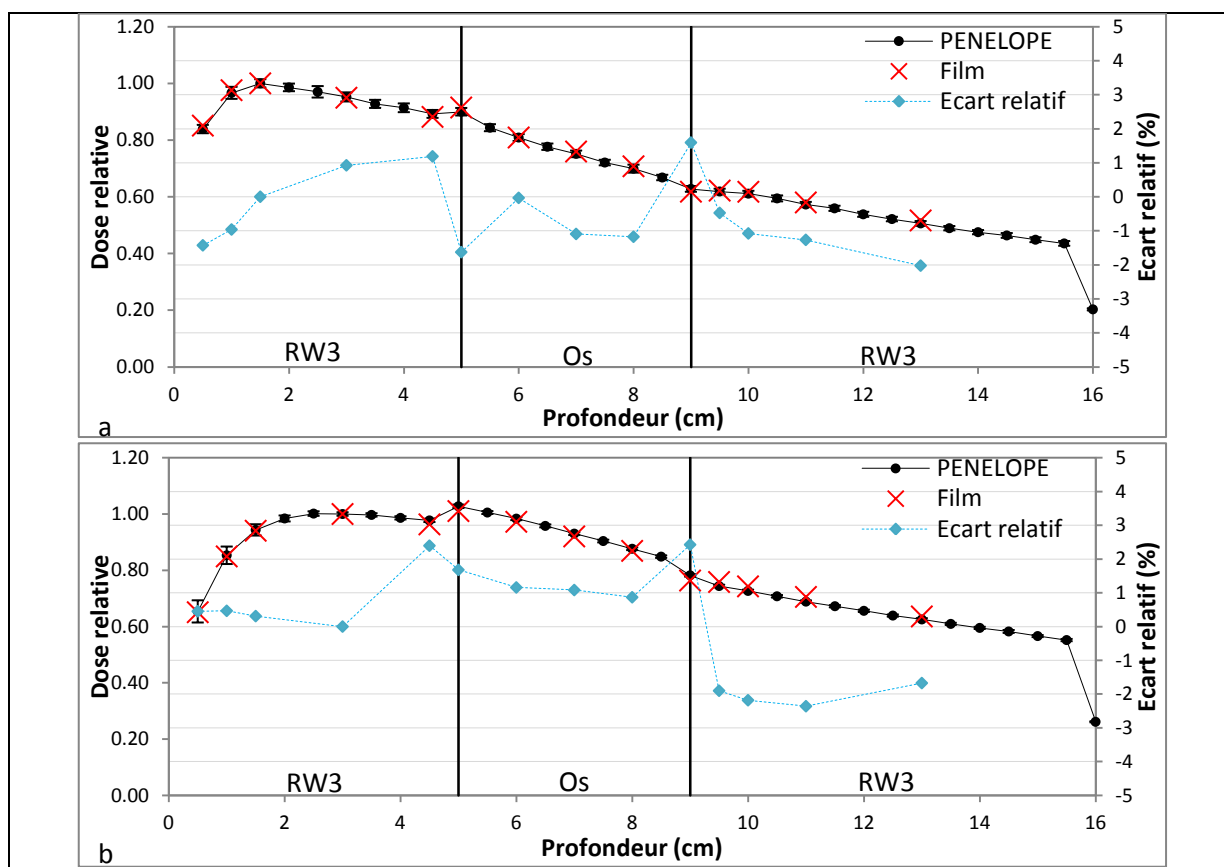 1.20
1.00
0.80
0.60
0.40
0.20
0.00
Dose relative
5
4
3
2
1
0
-1
-2
-3
-4
-5
Ecart relatif (%)
PENELOPE
Film
Ecart relatif
RW3
Os
RW3
0 2 4 6 8 10 12 14 16
Profondeur (cm)
a
1.20
1.00
0.80
0.60
0.40
0.20
0.00
Dose relative
5
4
3
2
1
0
-1
-2
-3
-4
-5
Ecart relatif (%)
PENELOPE
Film
Ecart relatif
RW3
Os
RW3
0 2 4 6 8 10 12 14 16
Profondeur (cm)
b